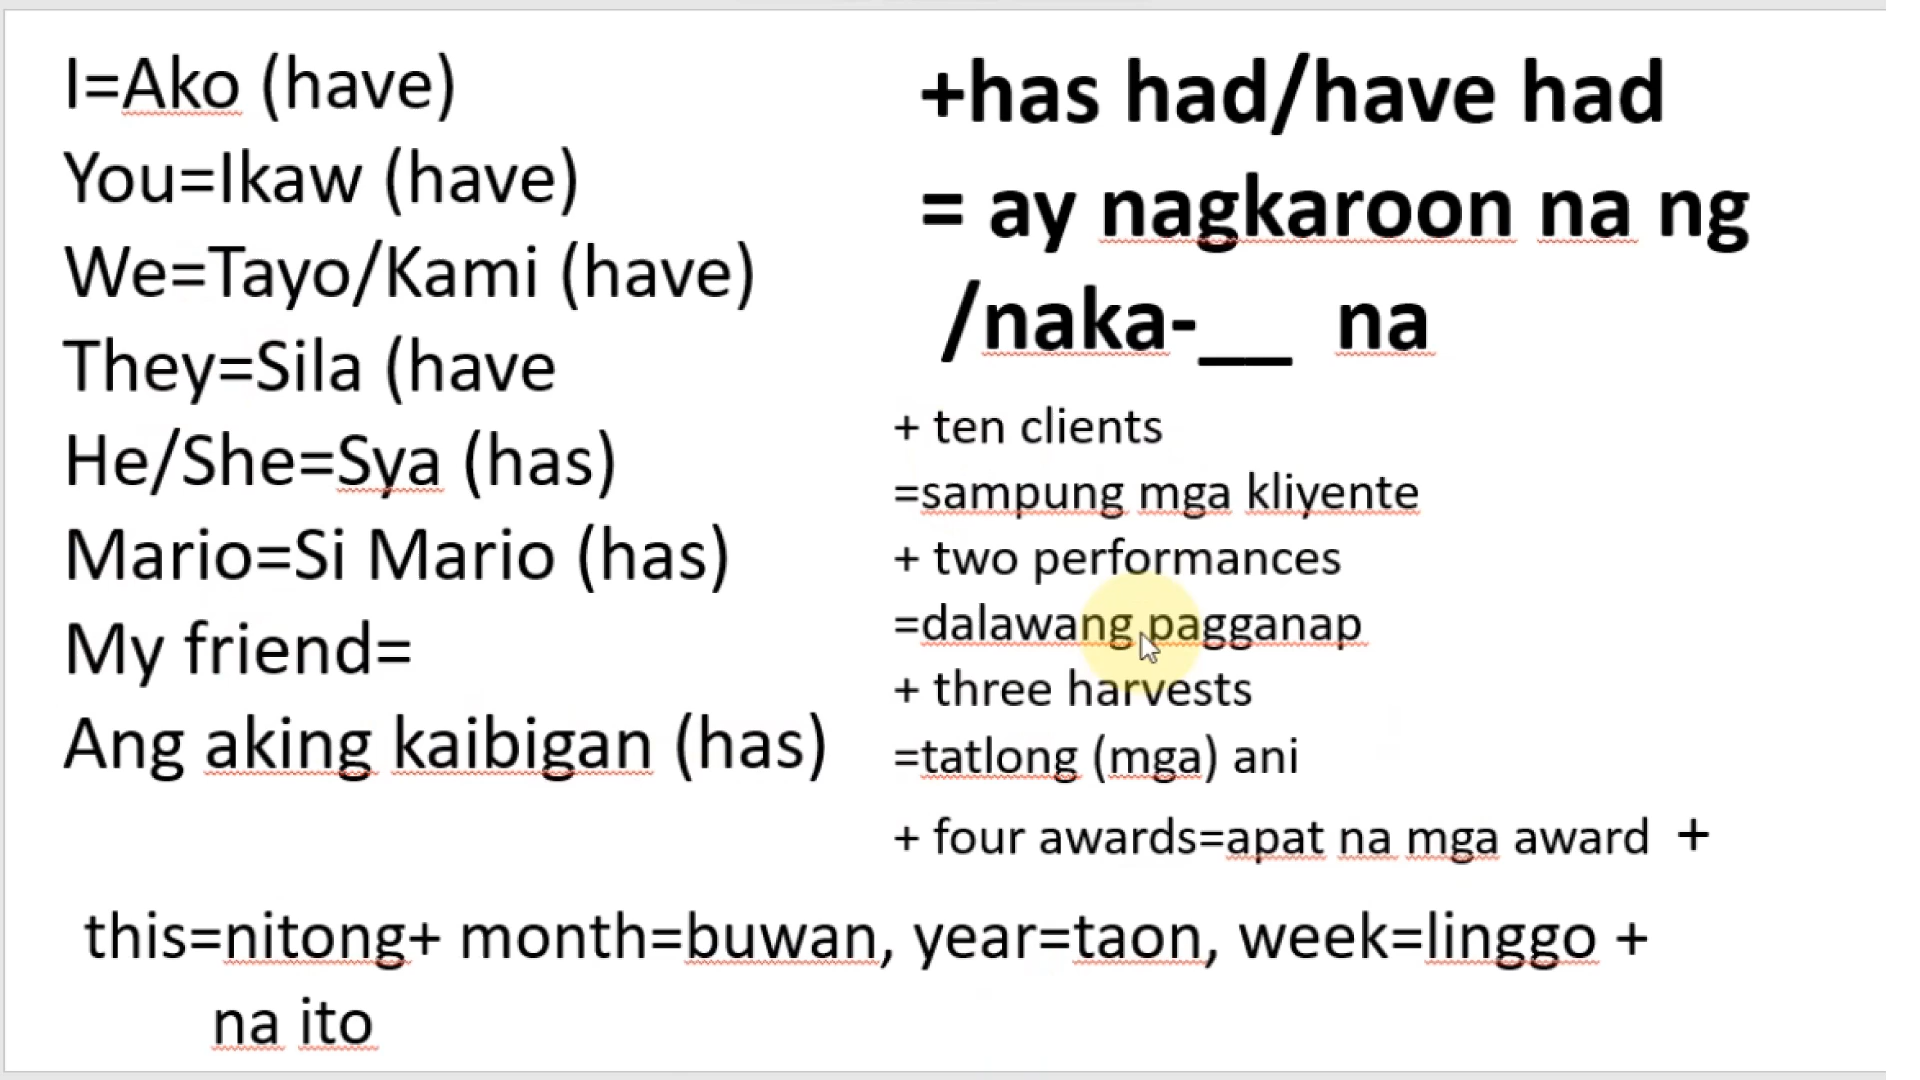 I=Ako (have)
You=Ikaw (have)
We=Tayo/Kami (have)
They=Sila (have
He/She=Sya (has)
Mario=Si Mario (has)
My friend=
Ang aking kaibigan (has)
+has had/have had
= ay nagkaroon na ng
/naka-__ na
+ ten clients
=sampung mga kliyente
+ two performances
=dalawang pagganap
+ three harvests
=tatlong (mga) ani
+ four awards=apat na mga award +
this=nitong+ month=buwan, year=taon, week=linggo +
na ito